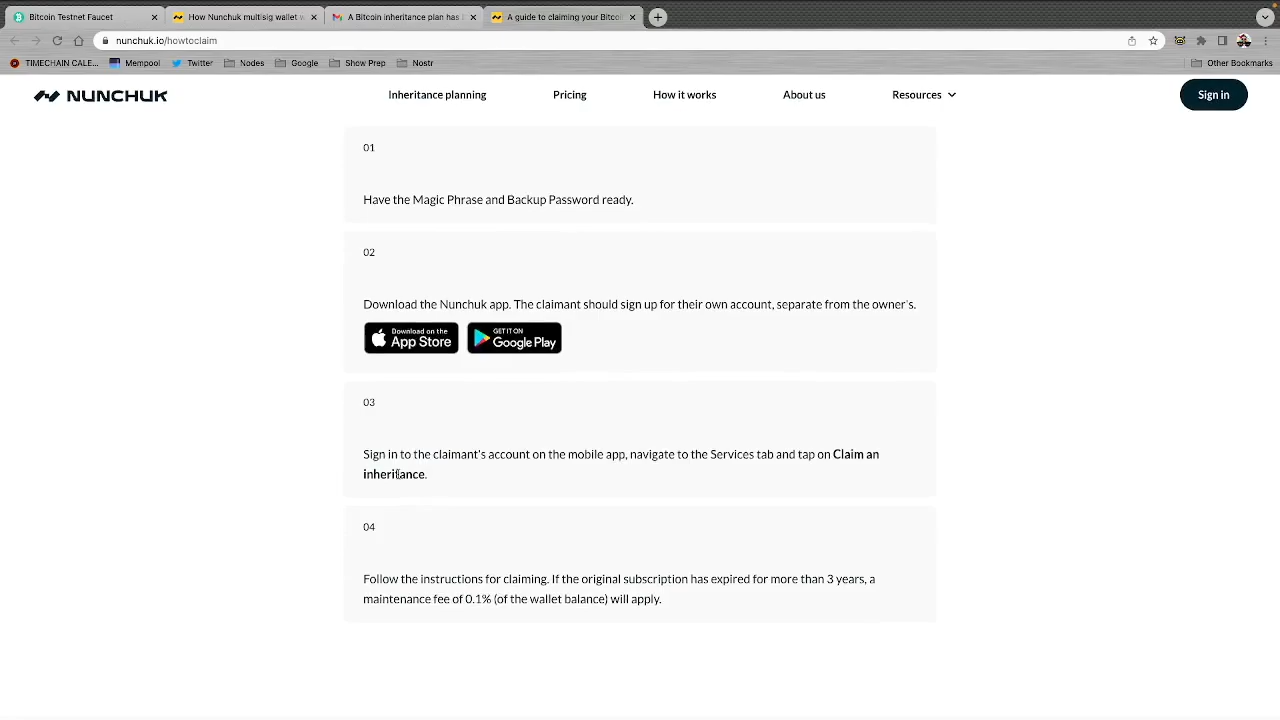 Bitcoin Testnet Faucet
How Nunchuk multisig wallet w
A Bitcoin inheritance plan has
A guide to claiming your Bitcoi
nunchuk.io/howtoclaim
TIMECHAIN CALE...
Mempool
Twitter
Nodes
Google
Show Prep
Nostr
Other Bookmarks
NUNCHUK
Inheritance planning
Pricing
How it works
About us
Resources
Sign in
01
Have the Magic Phrase and Backup Password ready.
02
Download the Nunchuk app. The claimant should sign up for their own account, separate from the owner's.
Download on the
App Store
GET IT ON
Google Play
03
Sign in to the claimant's account on the mobile app, navigate to the Services tab and tap on Claim an
inheritance.
04
Follow the instructions for claiming. If the original subscription has expired for more than 3 years, a
maintenance fee of 0.1% (of the wallet balance) will apply.